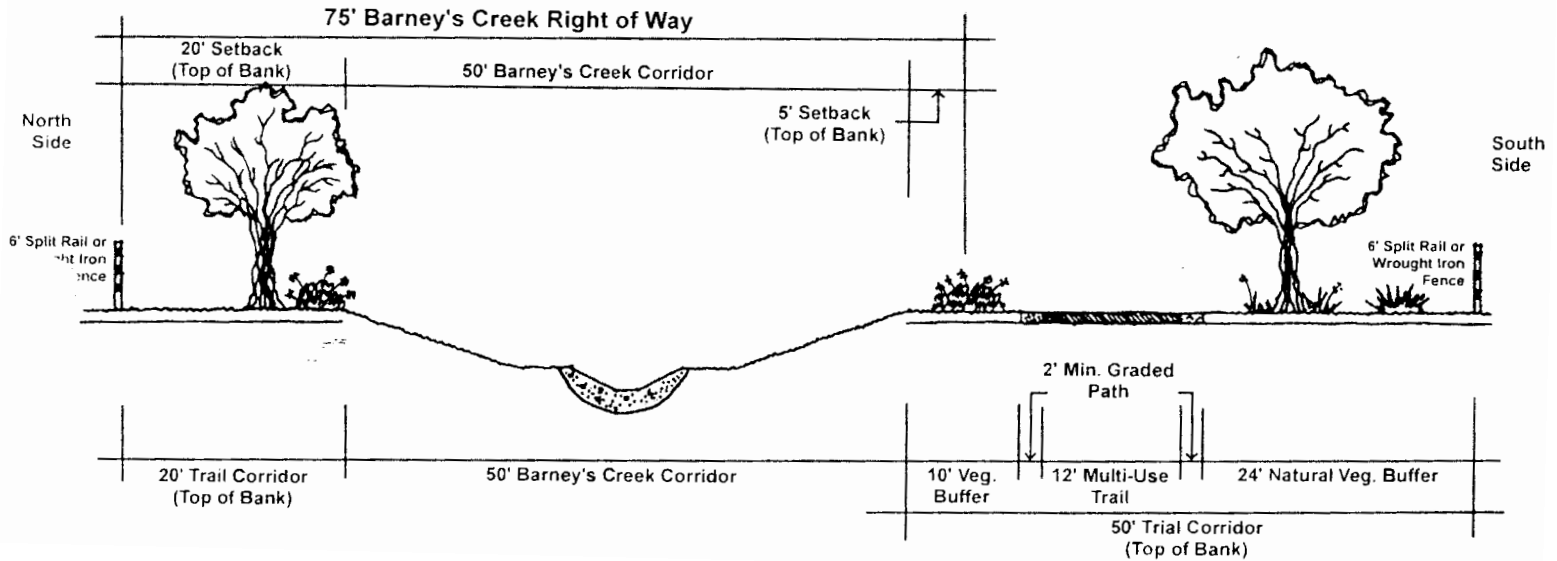 75' Barney's Creek Right of Way
20' Setback
(Top of Bank)
50' Barney's Creek Corridor
5' Setback
(Top of Bank)
North
Side
South
Side
6' Split Rail or
Iron
6' Split Rail or
Wrought Iron
Fence
2' Min. Graded
Path
20' Trail Corridor
(Top of Bank)
50' Barney's Creek Corridor
10' Veg.
Buffer
12' Multi-Use
Trail
24' Natural Veg. Buffer
50' Trial Corridor
(Top of Bank)